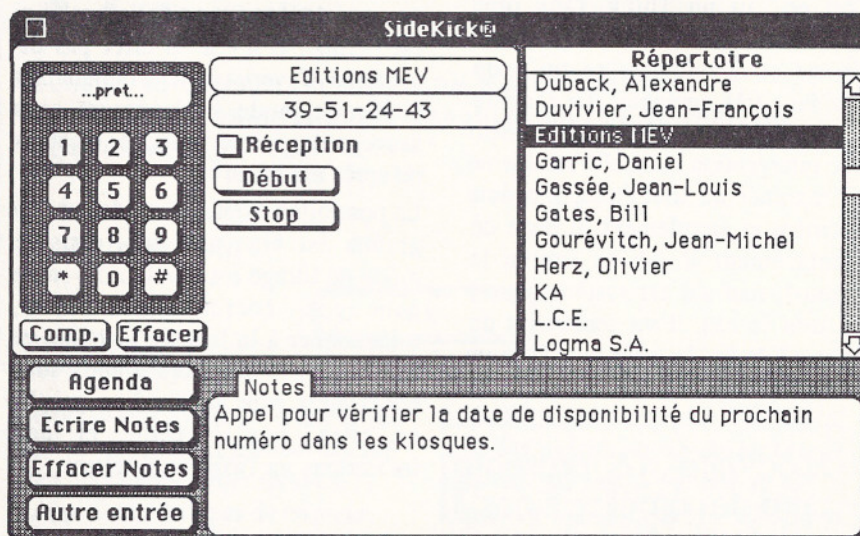 SideKick®
...pret...
1 2 3
4 5 6
7 8 9
* 0 #
Comp. Effacer
Editions MEV
39-51-24-43
Réception
Début
Stop
Répertoire
Duback, Alexandre
Duvivier, Jean-François
Editions MEV
Garric, Daniel
Gassée, Jean-Louis
Gates, Bill
Gourévitch, Jean-Michel
Herz, Olivier
KA
L.C.E.
Logma S.A.
Agenda
Ecrire Notes
Effacer Notes
Autre entrée
Notes
Appel pour vérifier la date de disponibilité du prochain
numéro dans les kiosques.